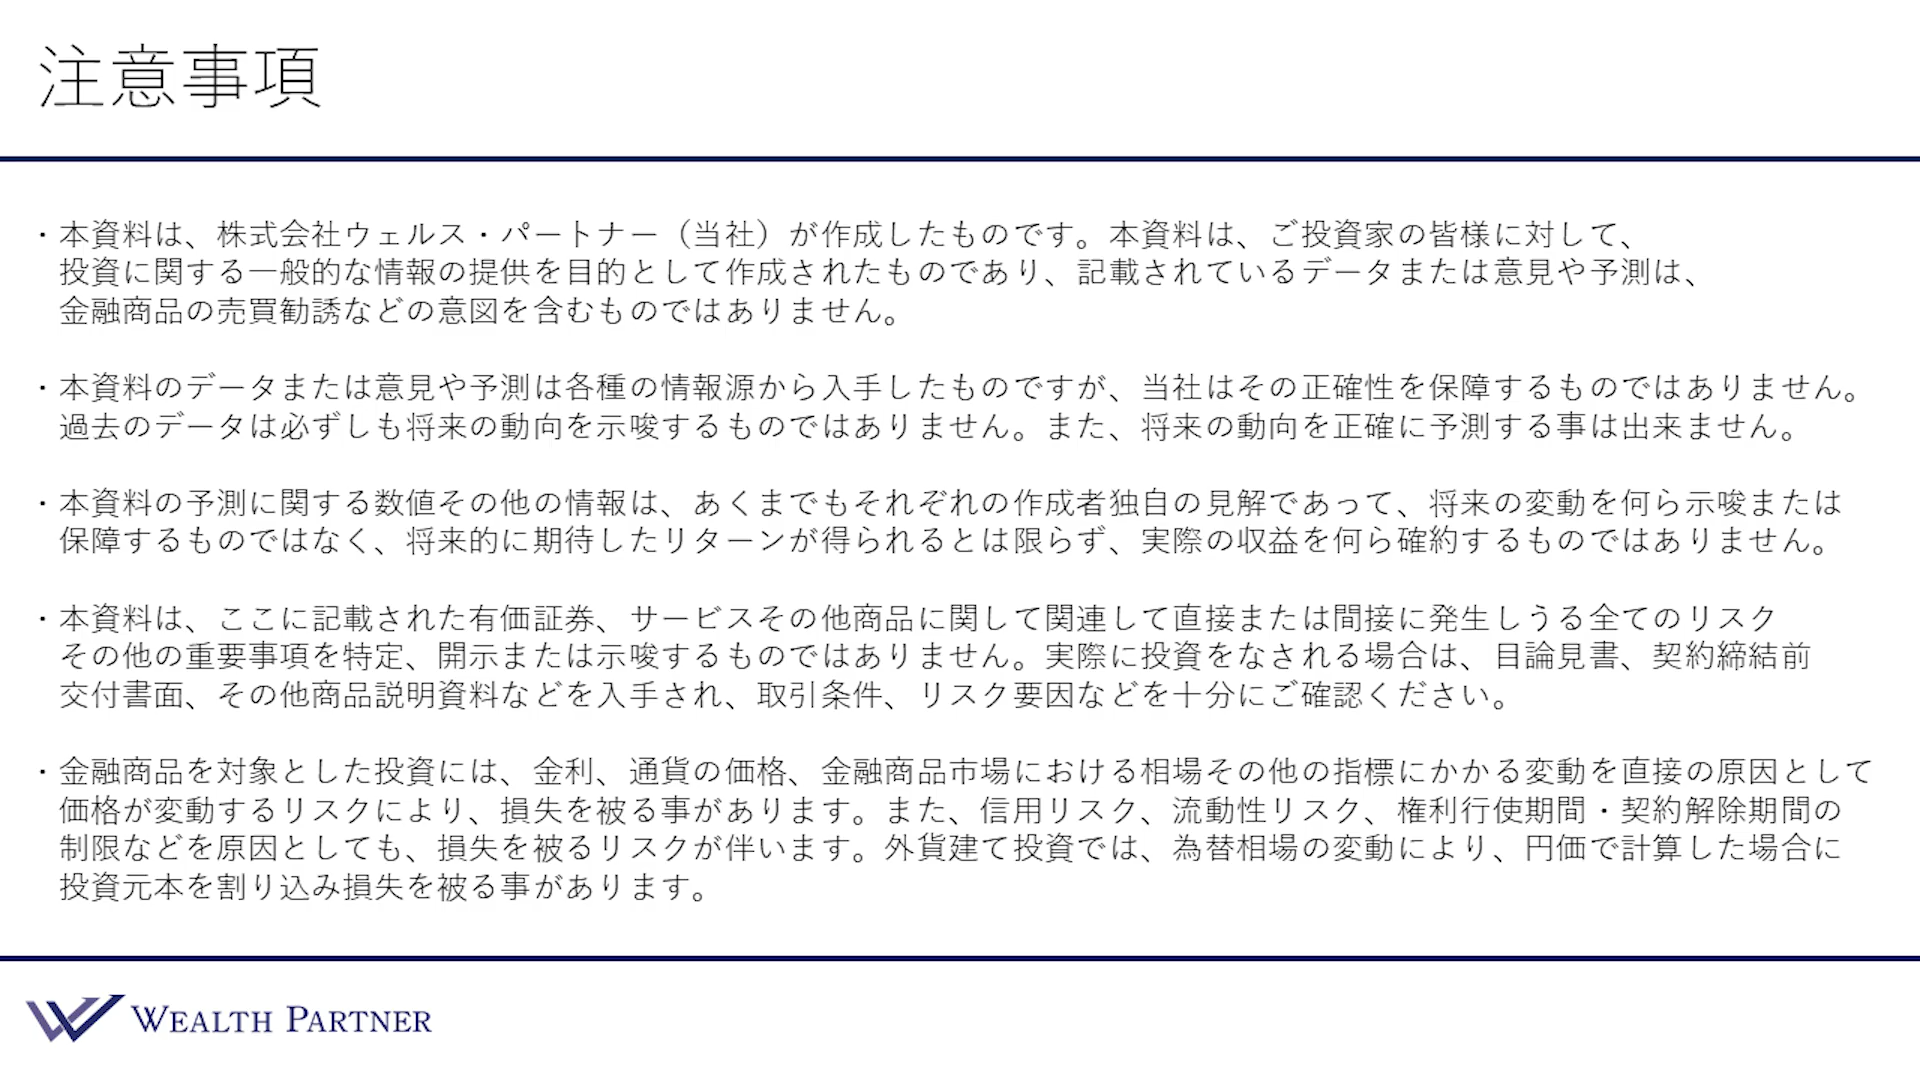 注意事項
・本資料は、株式会社ウェルス・パートナー（当社）が作成したものです。本資料は、ご投資家の皆様に対して、
投資に関する一般的な情報の提供を目的として作成されたものであり、記載されているデータまたは意見や予測は、
金融商品の売買勧誘などの意図を含むものではありません。
・本資料のデータまたは意見や予測は各種の情報源から入手したものですが、当社はその正確性を保障するものではありません。
過去のデータは必ずしも将来の動向を示唆するものではありません。また、将来の動向を正確に予測する事は出来ません。
・本資料の予測に関する数値その他の情報は、あくまでもそれぞれの作成者独自の見解であって、将来の変動を何ら示唆または
保障するものではなく、将来的に期待したリターンが得られるとは限らず、実際の収益を何ら確約するものではありません。
・本資料は、ここに記載された有価証券、サービスその他商品に関して関連して直接または間接に発生しうる全てのリスク
その他の重要事項を特定、開示または示唆するものではありません。実際に投資をなされる場合は、目論見書、契約締結前
交付書面、その他商品説明資料などを入手され、取引条件、リスク要因などを十分にご確認ください。
・金融商品を対象とした投資には、金利、通貨の価格、金融商品市場における相場その他の指標にかかる変動を直接の原因として
価格が変動するリスクにより、損失を被る事があります。また、信用リスク、流動性リスク、権利行使期間・契約解除期間の
制限などを原因としても、損失を被るリスクが伴います。外貨建て投資では、為替相場の変動により、円価で計算した場合に
投資元本を割り込み損失を被る事があります。
WEALTH PARTNER